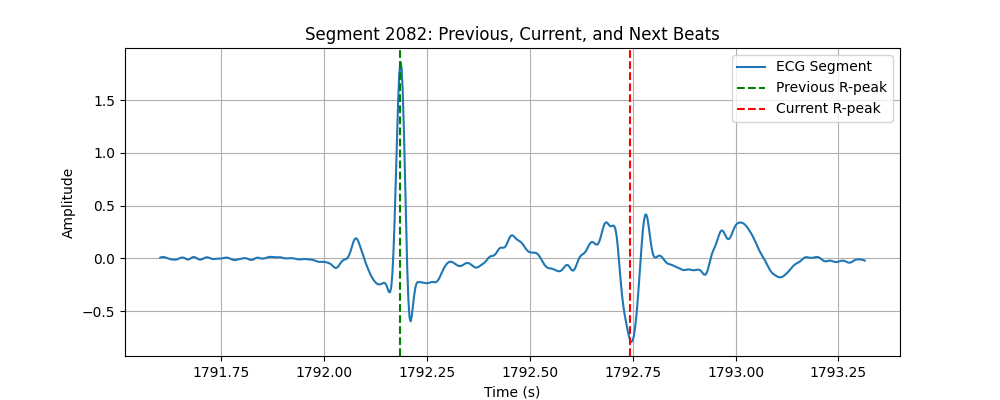 Segment 2082: Previous, Current, and Next Beats
ECG Segment
Previous R-peak
Current R-peak
Amplitude
1.5
1.0
0.5
0.0
−0.5
1791.75 1792.00 1792.25 1792.50 1792.75 1793.00 1793.25
Time (s)